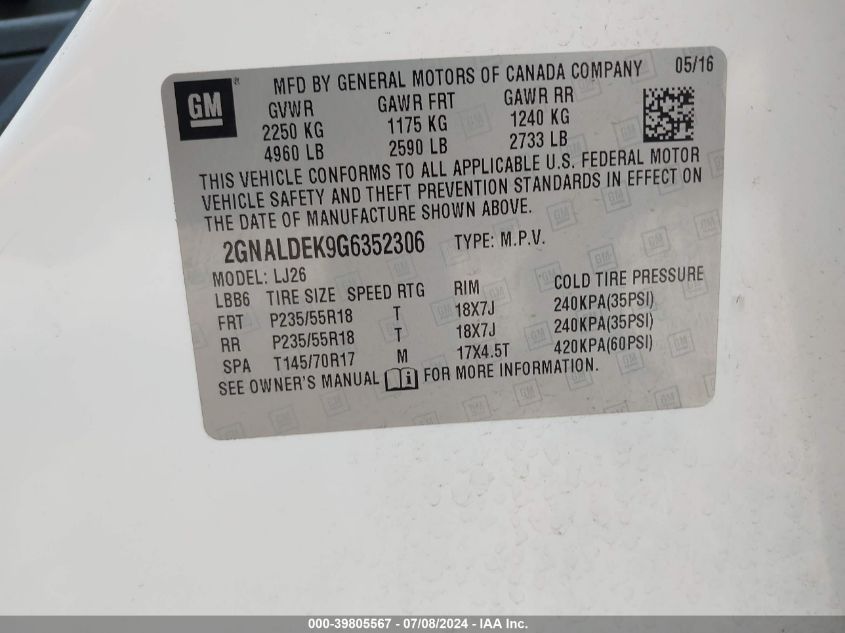 GM
MFD BY GENERAL MOTORS OF CANADA COMPANY 05/16
GVWR GAWR FRT GAWR RR
2250 KG 1175 KG 1240 KG
4960 LB 2590 LB 2733 LB
THIS VEHICLE CONFORMS TO ALL APPLICABLE U.S. FEDERAL MOTOR
VEHICLE SAFETY AND THEFT PREVENTION STANDARDS IN EFFECT ON
THE DATE OF MANUFACTURE SHOWN ABOVE.
2GNALDEK9G6352306 TYPE: M.P.V.
MODEL: LJ26
LBB6 TIRE SIZE SPEED RTG RIM COLD TIRE PRESSURE
FRT P235/55R18 T 18X7J 240KPA(35PSI)
RR P235/55R18 T 18X7J 240KPA(35PSI)
SPA T145/70R17 M 17X4.5T 420KPA(60PSI)
SEE OWNER'S MANUAL FOR MORE INFORMATION.
000-39805567 - 07/08/2024 - IAA Inc.